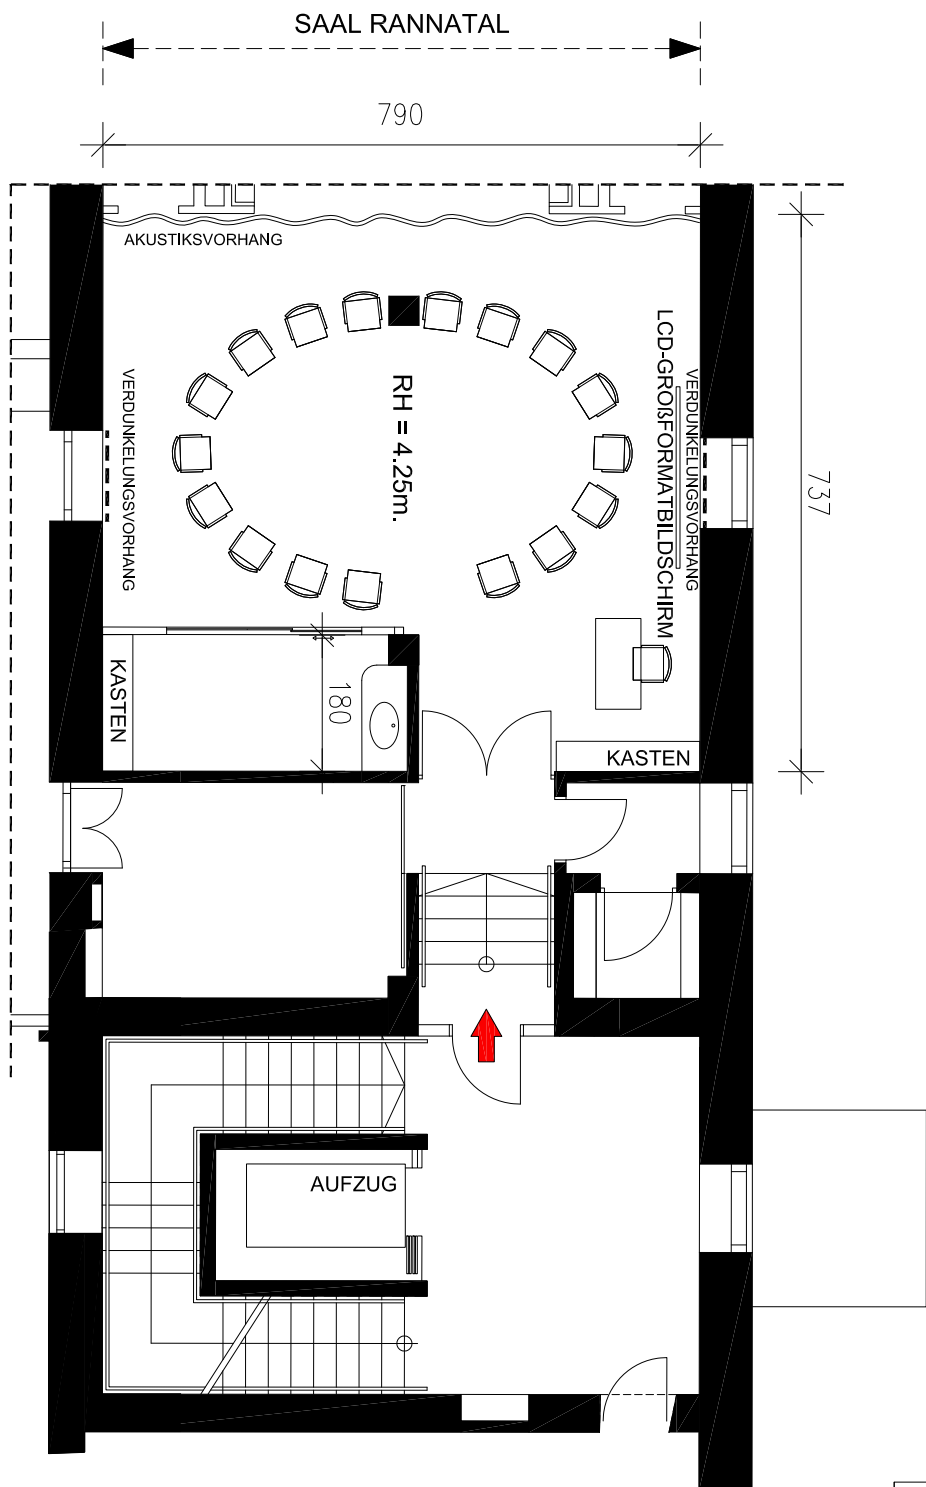 SAAL RANNATAL
790
AKUSTIKSVORHANG
VERDUNKELUNGSVORHANG
RH = 4.25m.
LCD-GROßFORMATBILDSCHIRM
VERDUNKELUNGSVORHANG
737
KASTEN
180
KASTEN
AUFZUG